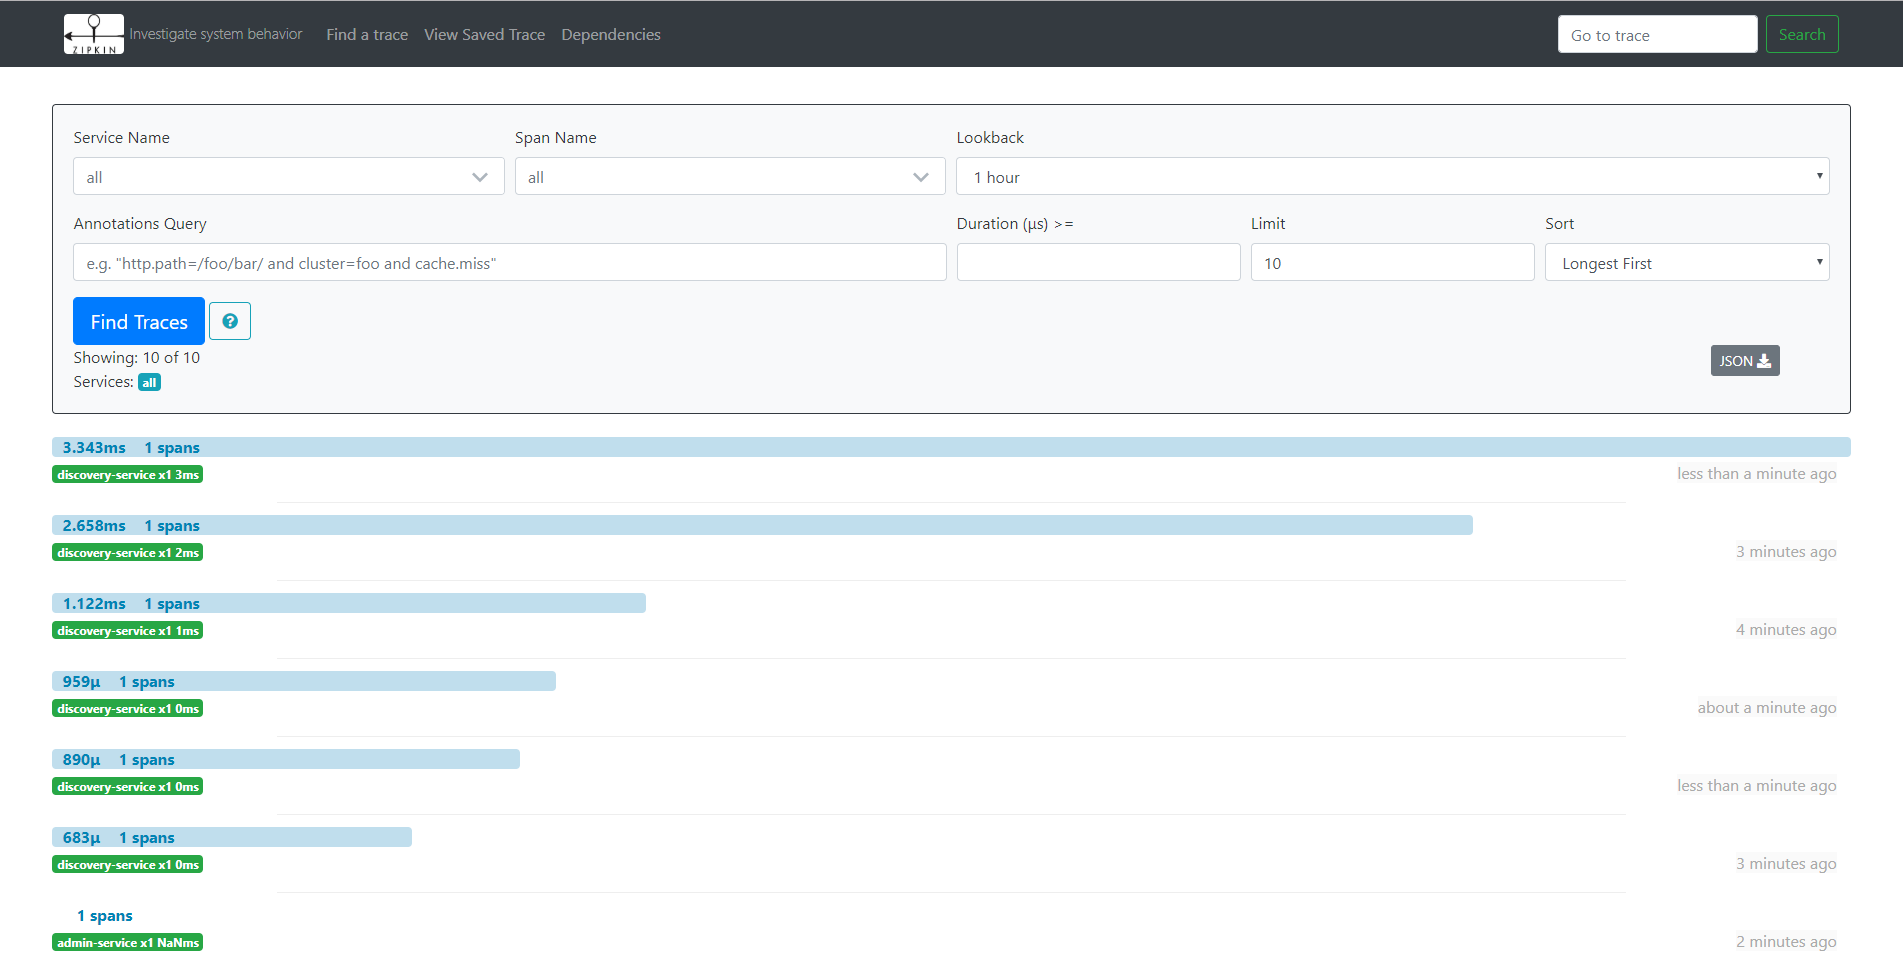 ZIPKIN Investigate system behavior Find a trace View Saved Trace Dependencies Go to trace Search
Service Name Span Name Lookback
all all 1 hour
Annotations Query Duration (µs) >= Limit Sort
e.g. "http.path=/foo/bar/ and cluster=foo and cache.miss" 10 Longest First
Find Traces ?
Showing: 10 of 10
JSON
Services: all
3.343ms 1 spans
discovery-service x1 3ms less than a minute ago
2.658ms 1 spans
discovery-service x1 2ms 3 minutes ago
1.122ms 1 spans
discovery-service x1 1ms 4 minutes ago
959µ 1 spans
discovery-service x1 0ms about a minute ago
890µ 1 spans
discovery-service x1 0ms less than a minute ago
683µ 1 spans
discovery-service x1 0ms 3 minutes ago
1 spans
admin-service x1 NaNms 2 minutes ago